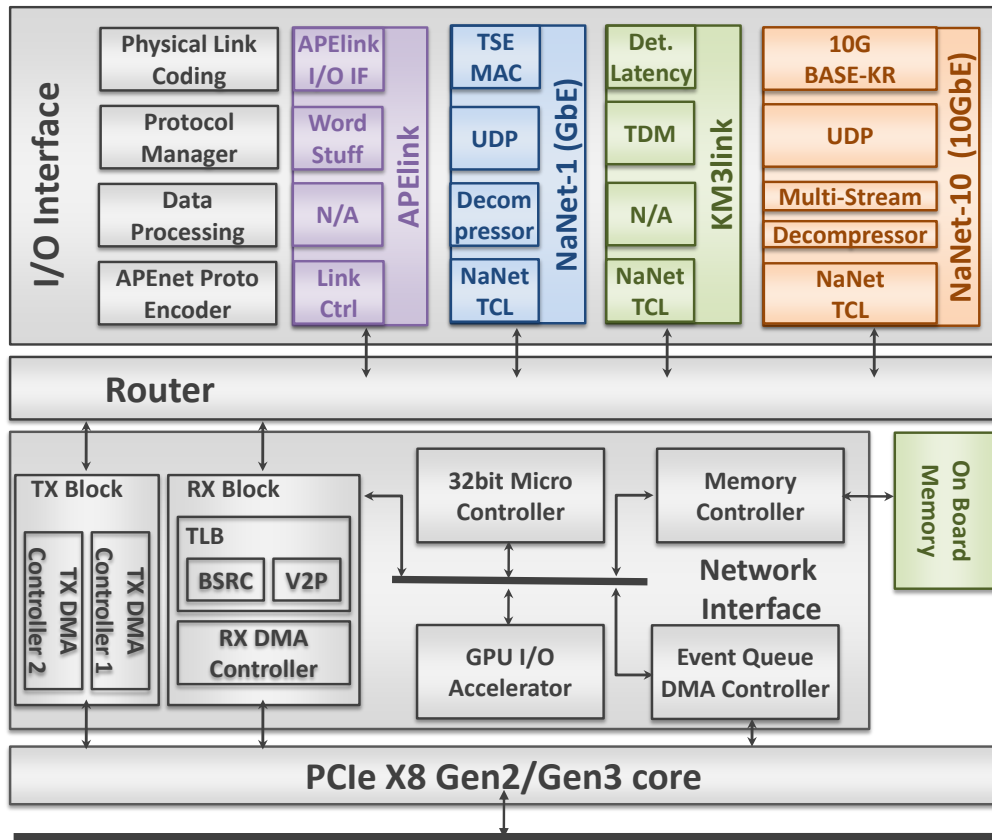 I/O Interface
Physical Link
Coding
Protocol
Manager
Data
Processing
APEnet Proto
Encoder
APElink
I/O IF
Word
Stuff
N/A
Link
Ctrl
APElink
TSE
MAC
UDP
Decom
pressor
NaNet
TCL
NaNet-1 (GbE)
Det.
Latency
TDM
N/A
NaNet
TCL
KM3link
10G
BASE-KR
UDP
Multi-Stream
Decompressor
NaNet
TCL
NaNet-10 (10GbE)
Router
TX Block
TX DMA
Controller 2
TX DMA
Controller 1
RX Block
TLB
BSRC
V2P
RX DMA
Controller
32bit Micro
Controller
GPU I/O
Accelerator
Memory
Controller
Network
Interface
Event Queue
DMA Controller
On Board
Memory
PCIe X8 Gen2/Gen3 core